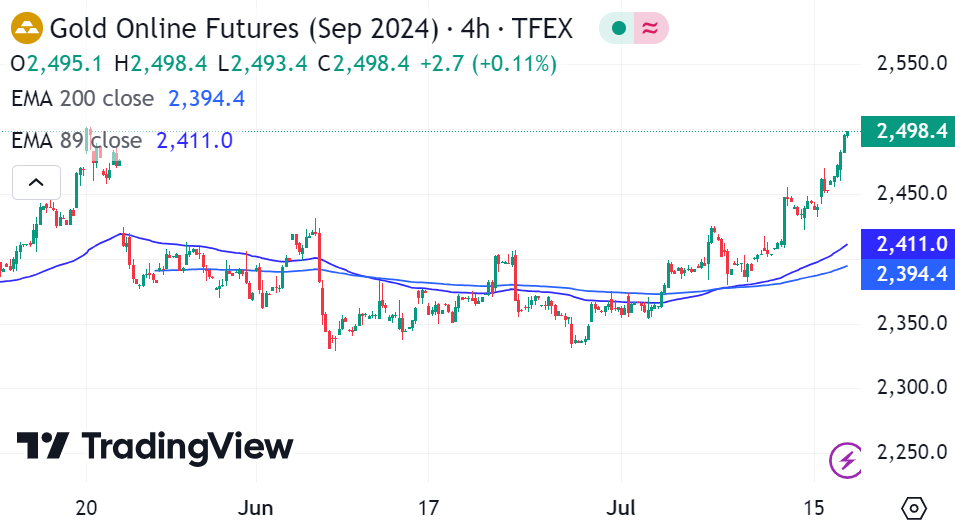 Gold Online Futures (Sep 2024) · 4h · TFEX
O2,495.1 H2,498.4 L2,493.4 C2,498.4 +2.7 (+0.11%)
EMA 200 close 2,394.4
EMA 89 close 2,411.0
2,550.0
2,498.4
2,450.0
2,411.0
2,394.4
2,350.0
2,300.0
2,250.0
TradingView
20 Jun 17 Jul 15